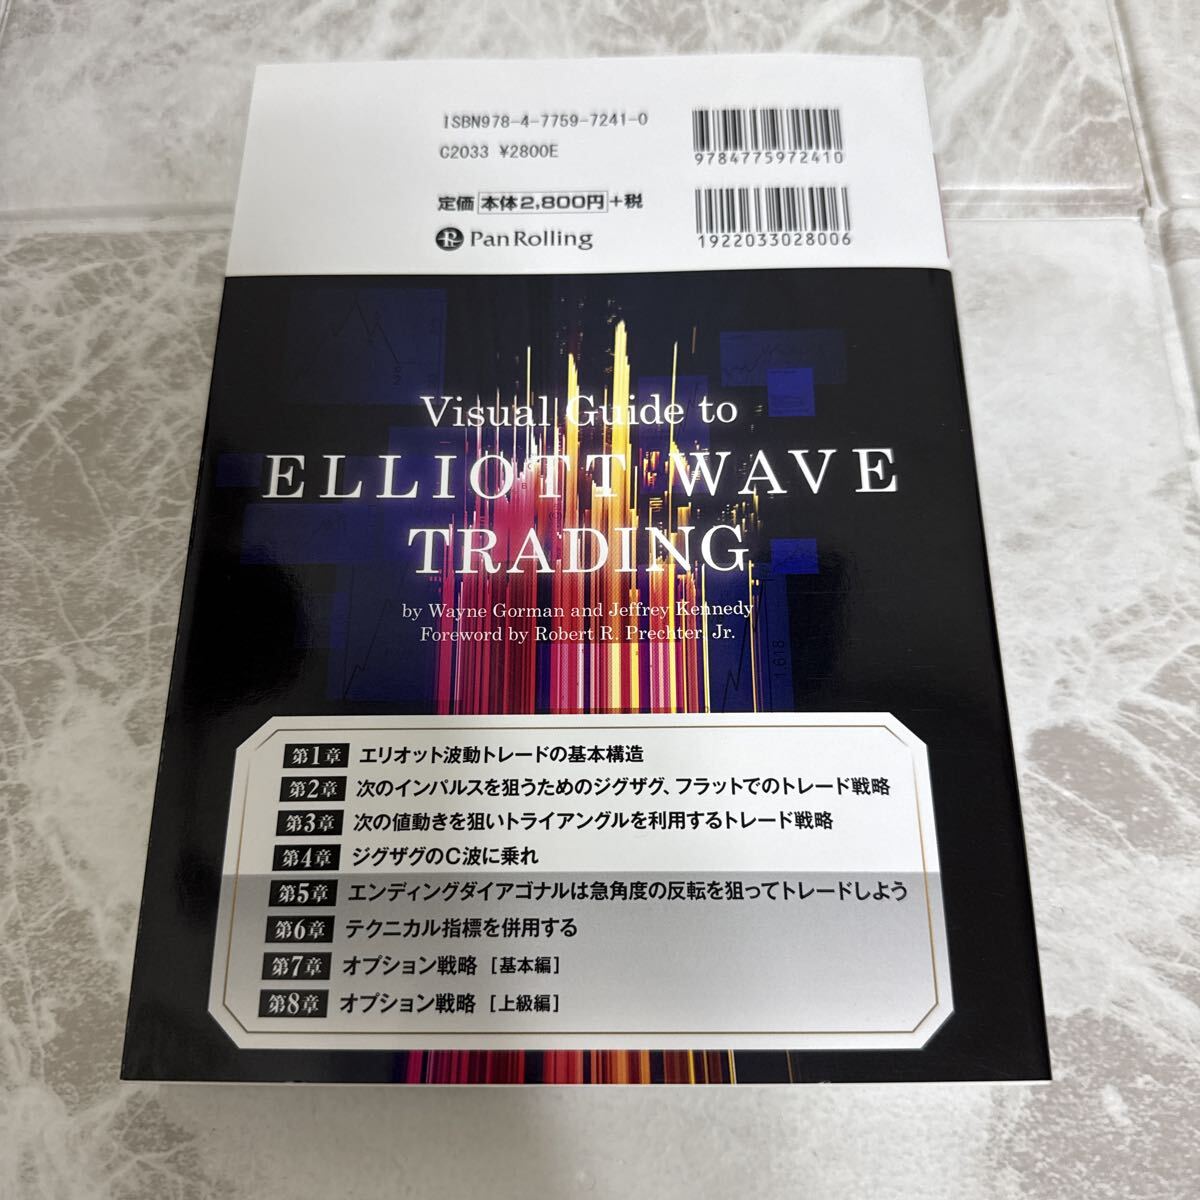 ISBN978-4-7759-7241-0
C2033 ¥2800E
9784775972410
定価 本体2,800円+税
PanRolling
1922033028006
Visual Guide to
ELLIOTT WAVE
TRADING
by Wayne Gorman and Jeffrey Kennedy
Foreword by Robert R. Prechter, Jr.
1.618
第1章 エリオット波動トレードの基本構造
第2章 次のインパルスを狙うためのジグザグ、フラットでのトレード戦略
第3章 次の値動きを狙いトライアングルを利用するトレード戦略
第4章 ジグザグのC波に乗れ
第5章 エンディングダイアゴナルは急角度の反転を狙ってトレードしよう
第6章 テクニカル指標を併用する
第7章 オプション戦略 [基本編]
第8章 オプション戦略 [上級編]